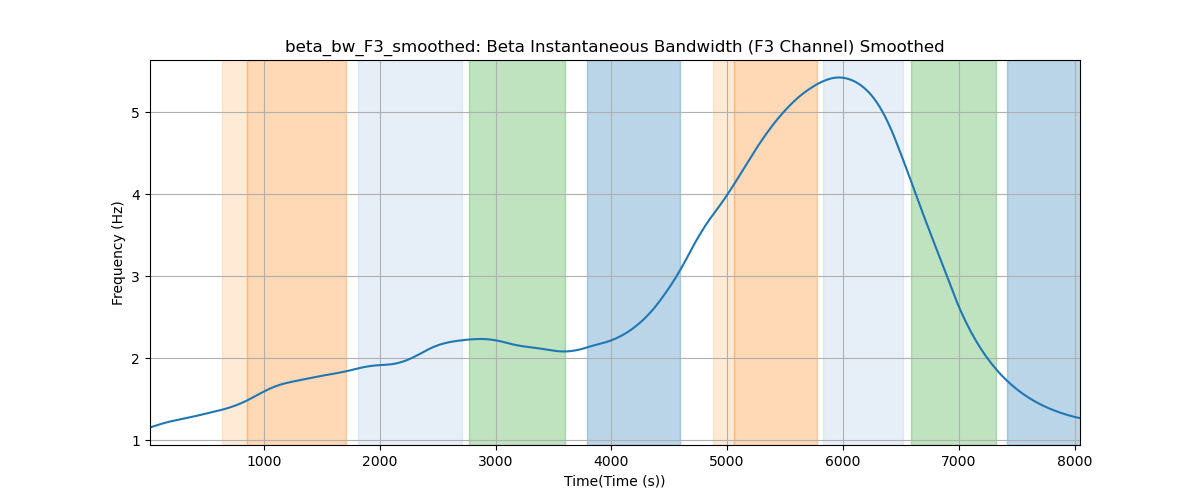 beta_bw_F3_smoothed: Beta Instantaneous Bandwidth (F3 Channel) Smoothed
5
4
3
2
1
Frequency (Hz)
1000 2000 3000 4000 5000 6000 7000 8000
Time(Time (s))